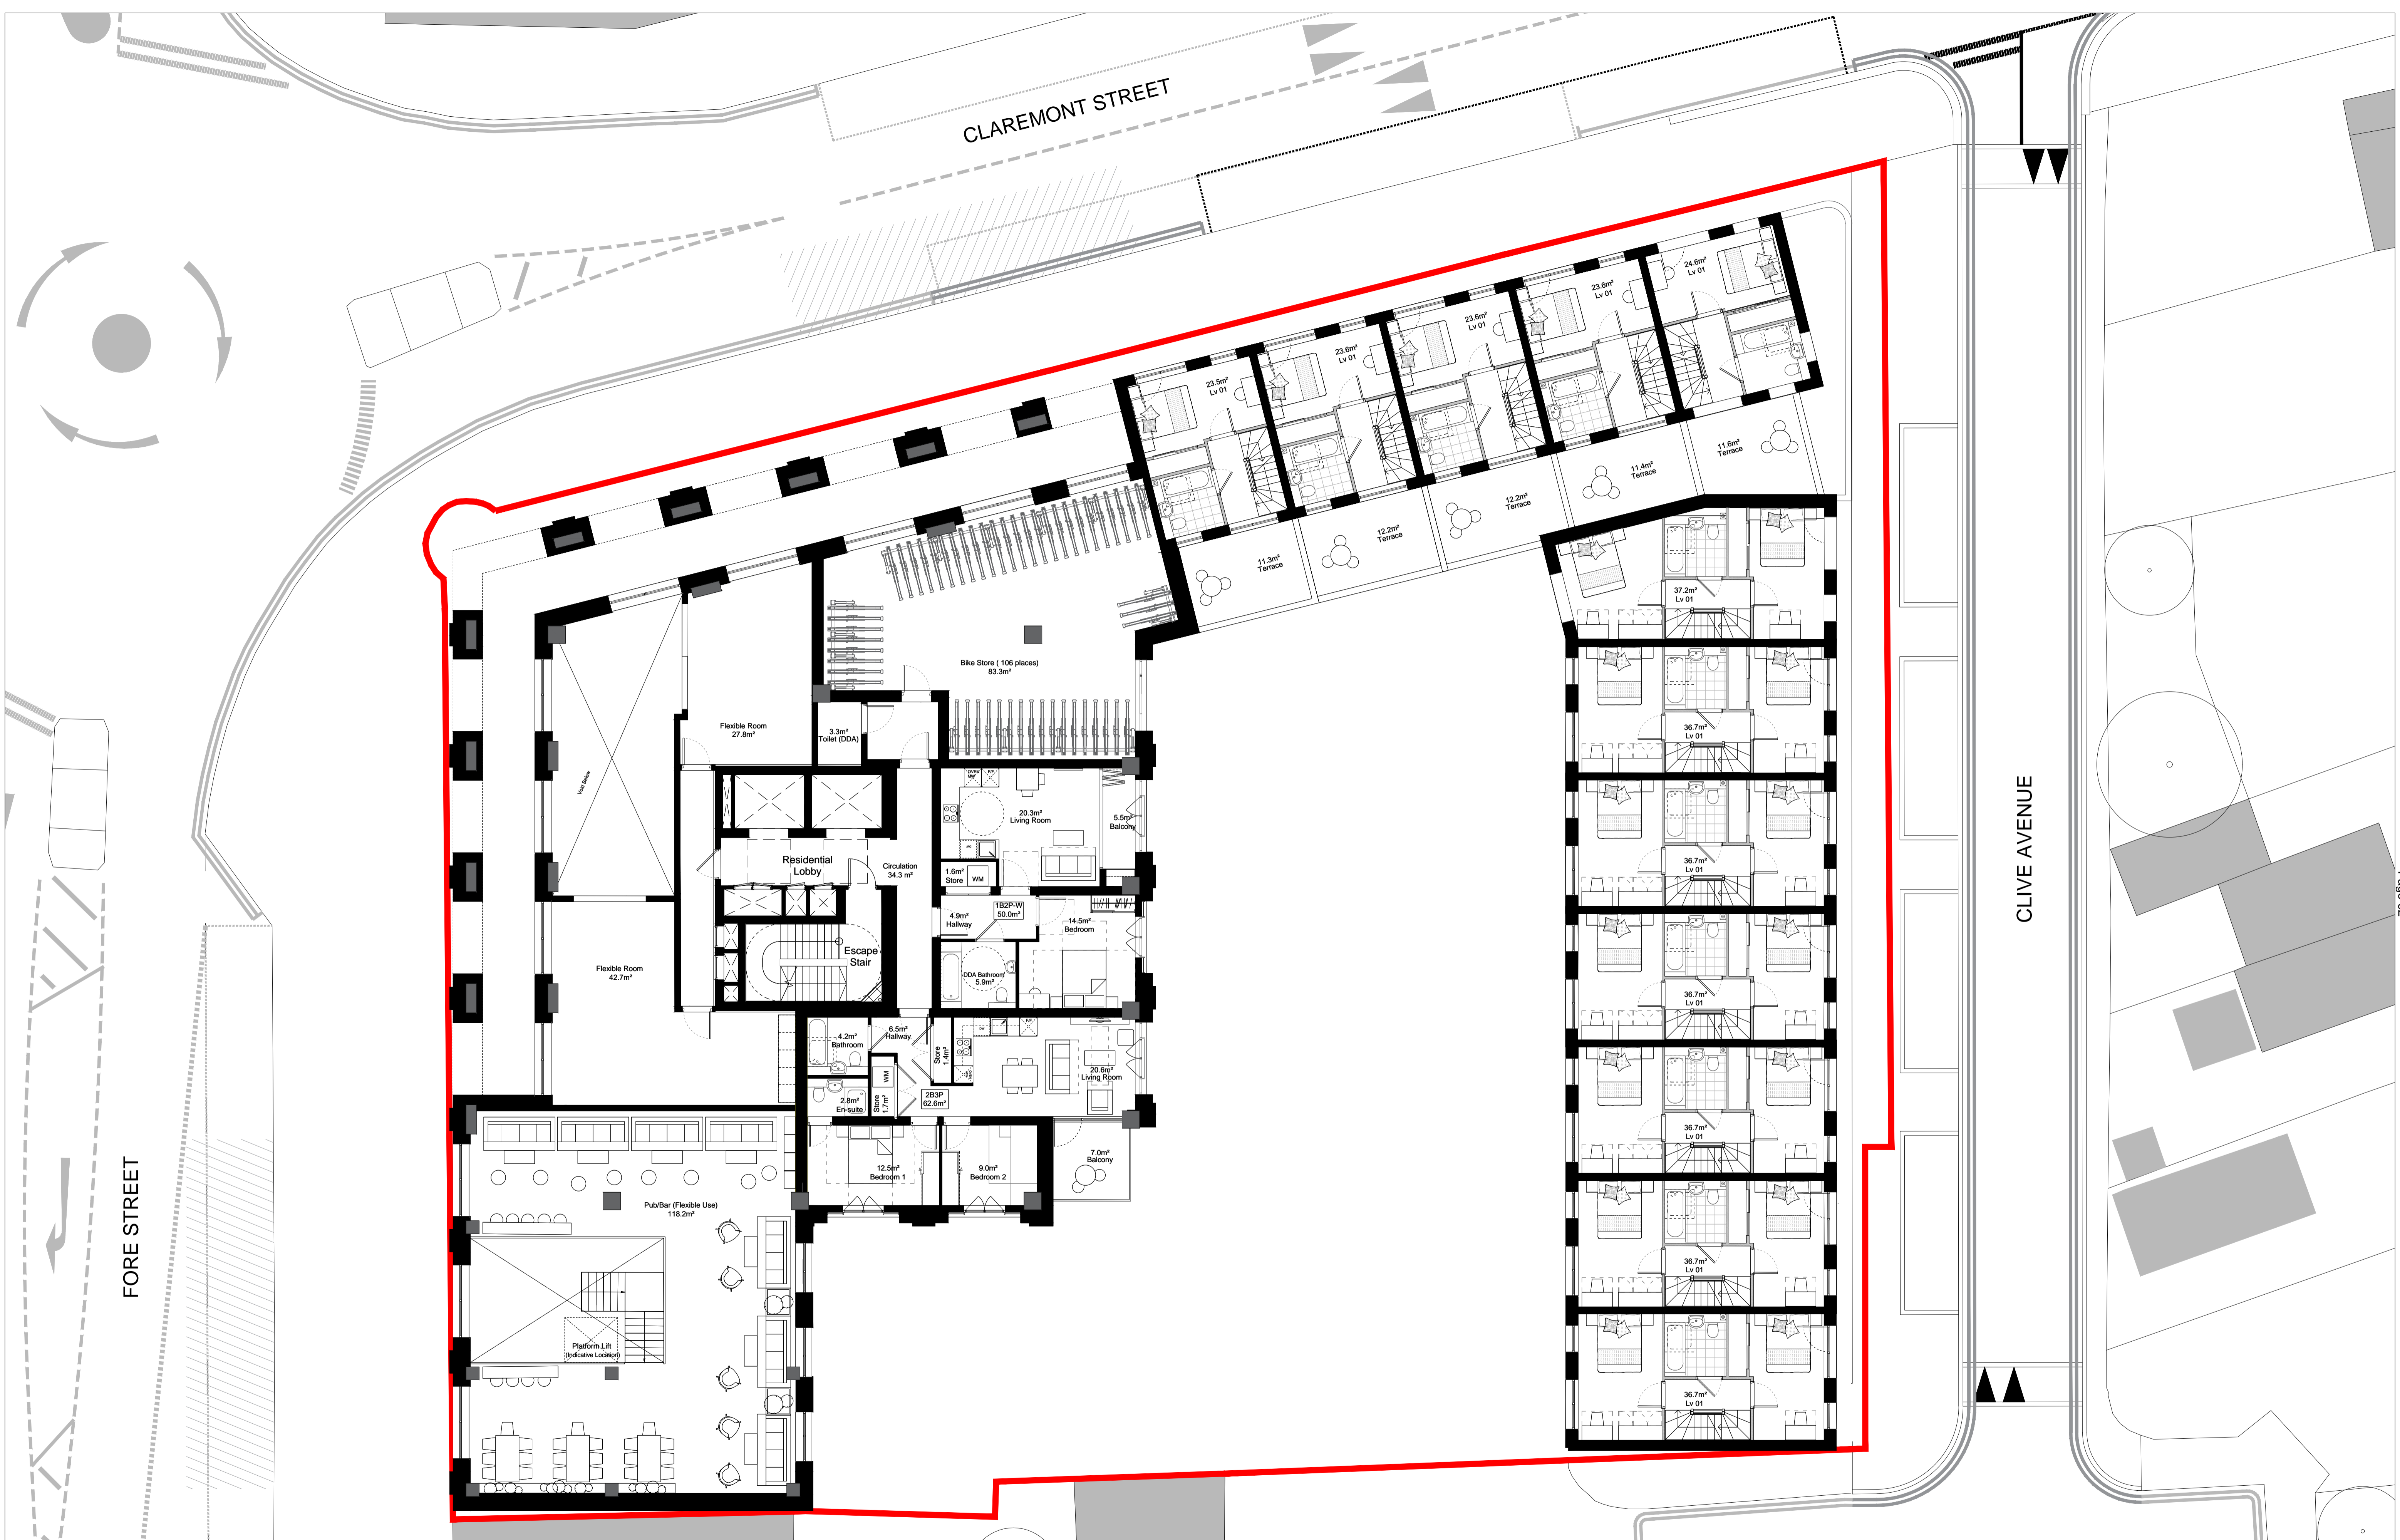 CLAREMONT STREET
24.6m²
Lv 01
23.6m²
Lv 01
23.6m²
Lv 01
23.6m²
Lv 01
23.5m²
Lv 01
11.6m²
Terrace
11.4m²
Terrace
12.2m²
Terrace
12.2m²
Terrace
11.3m²
Terrace
37.2m²
Lv 01
36.7m²
Lv 01
36.7m²
Lv 01
36.7m²
Lv 01
36.7m²
Lv 01
36.7m²
Lv 01
36.7m²
Lv 01
CLIVE AVENUE
Bike Store ( 106 places)
83.3m²
Flexible Room
27.8m²
3.3m²
Toilet (DDA)
Void Below
F/F
20.3m²
Living Room
5.5m²
Balcony
Residential
Lobby
Circulation
34.3 m²
1.6m²
Store
WM
1B2P-W
50.0m²
4.9m²
Hallway
14.5m²
Bedroom
Escape
Stair
DDA Bathroom
5.9m²
Flexible Room
42.7m²
4.2m²
Bathroom
6.5m²
Hallway
Store
1.4m²
F/F
20.6m²
Living Room
WM
Store
1.7m²
2B3P
62.6m²
2.8m²
En-suite
12.5m²
Bedroom 1
9.0m²
Bedroom 2
7.0m²
Balcony
Pub/Bar (Flexible Use)
118.2m²
Platform Lift
(Indicative Location)
FORE STREET